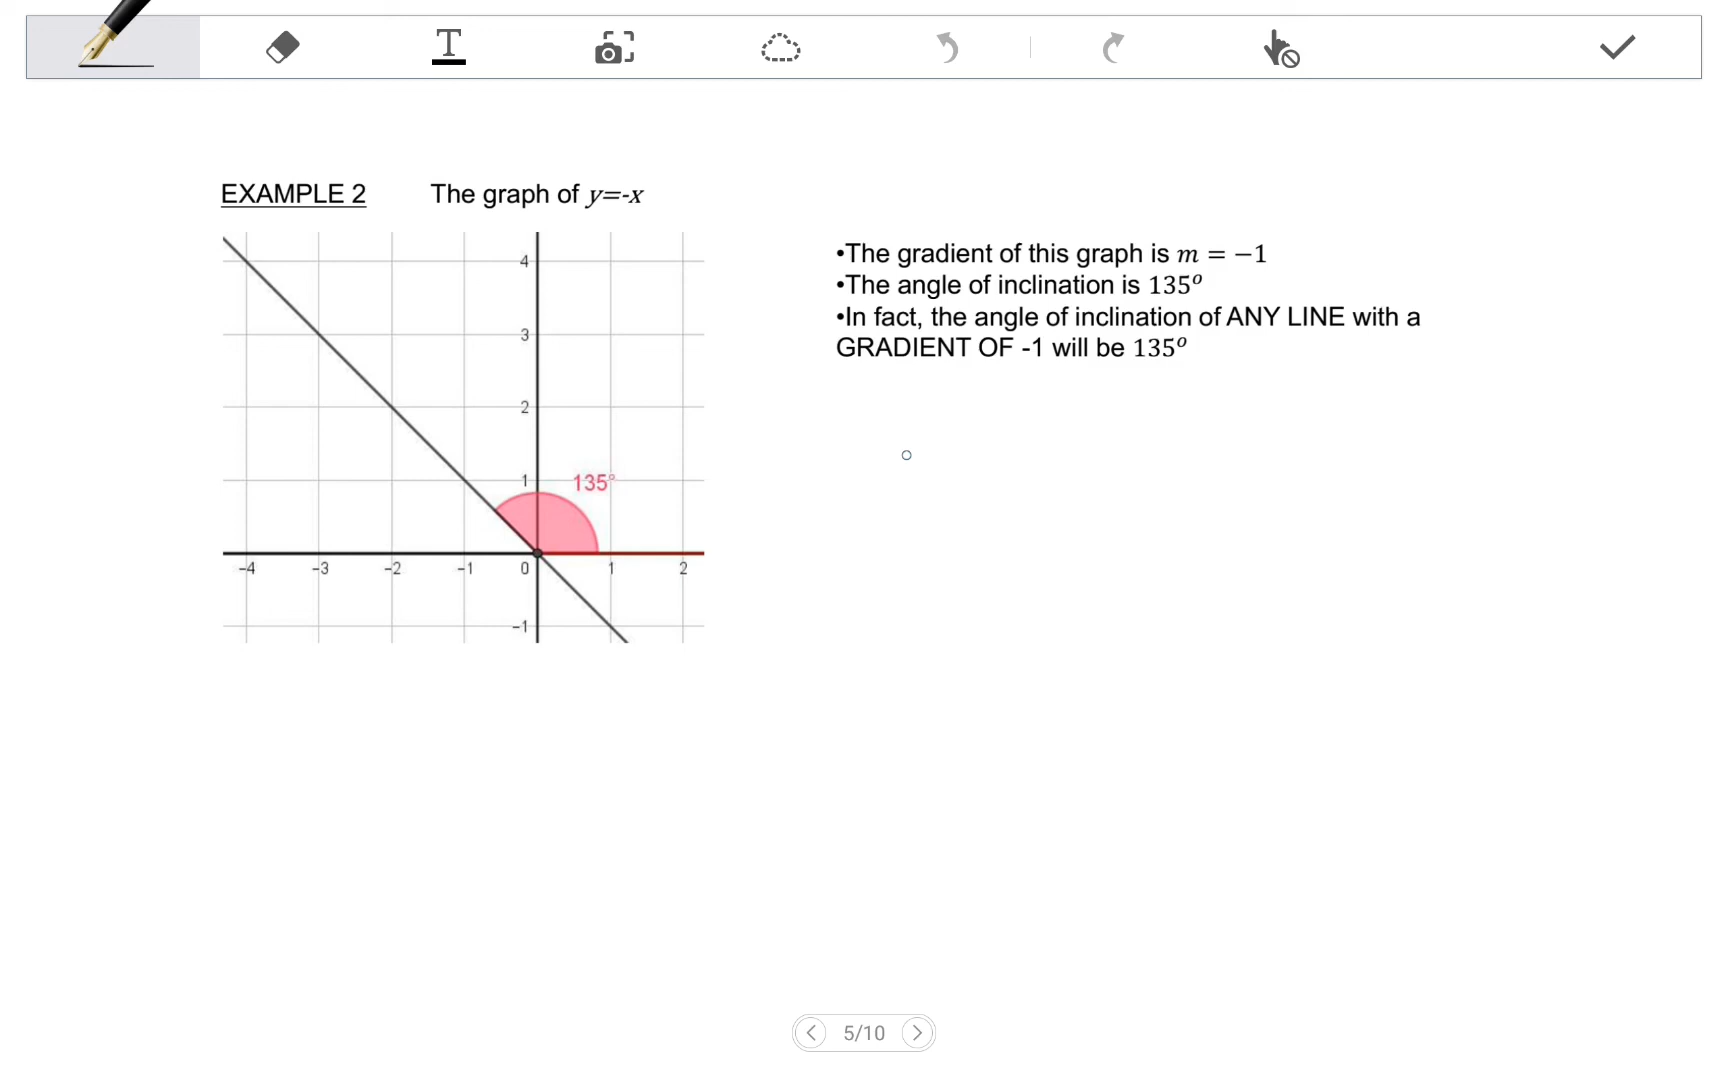 T
EXAMPLE 2 The graph of y=-x
•The gradient of this graph is m = −1
•The angle of inclination is 135º
•In fact, the angle of inclination of ANY LINE with a
GRADIENT OF -1 will be 135º
4
3
2
1
135°
-4 -3 -2 -1 0 1 2
-1
5/10